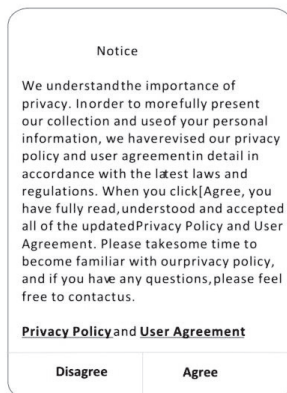 Notice
We understandthe importance of
privacy. Inorder to morefully present
our collection and useof your personal
information, we haverevised our privacy
policy and user agreementin detail in
accordance with the latest laws and
regulations. When you click[Agree, you
have fully read,understood and accepted
all of the updatedPrivacy Policy and User
Agreement. Please takesome time to
become familiar with ourprivacy policy,
and if you have any questions,please feel
free to contactus.
Privacy Policyand User Agreement
Disagree Agree